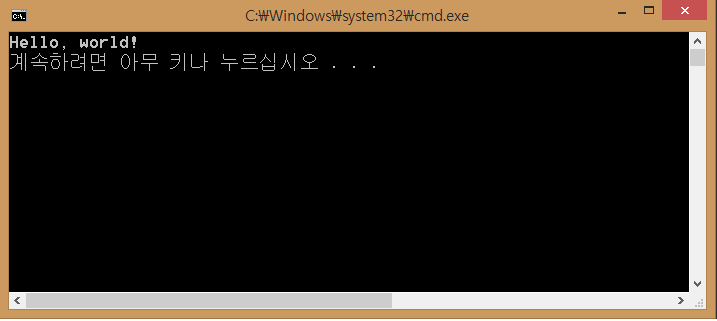 C:₩Windows₩system32₩cmd.exe
Hello, world!
계속하려면 아무 키나 누르십시오 . . .